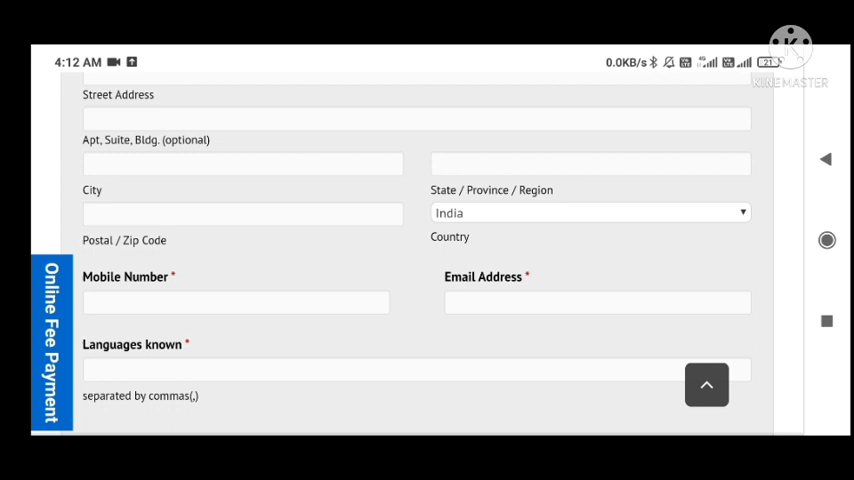 4:12 AM 0.0KB/s 21
KINEMASTER
Street Address
Apt, Suite, Bldg. (optional)
City State / Province / Region
India
Postal / Zip Code Country
Mobile Number * Email Address *
Languages known *
separated by commas(,)
Online Fee Payment